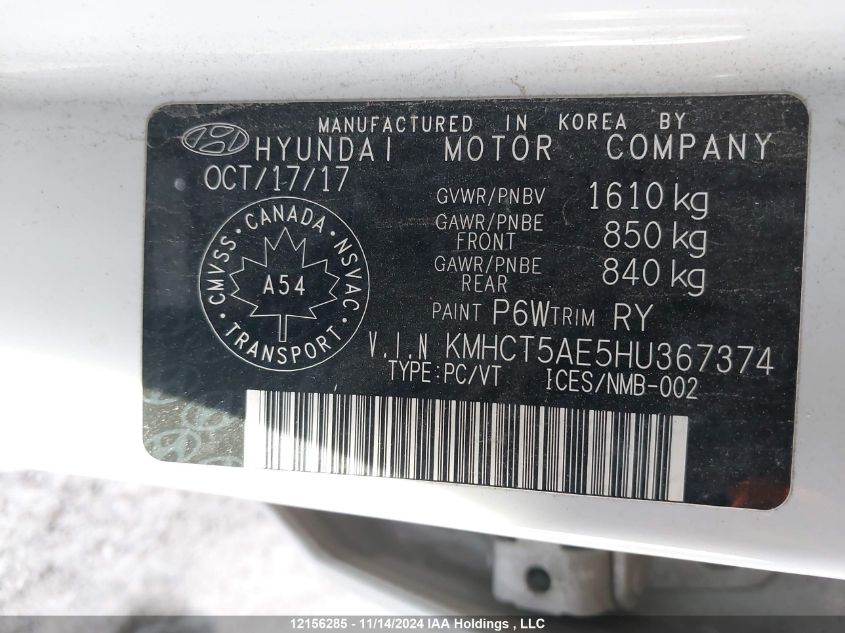 MANUFACTURED IN KOREA BY
HYUNDAI MOTOR COMPANY
OCT/17/17
GVWR/PNBV 1610 kg
GAWR/PNBE FRONT 850 kg
GAWR/PNBE REAR 840 kg
CANADA · NSVAC · TRANSPORT · CMVSS ·
A54
PAINT P6W TRIM RY
V.I.N KMHCT5AE5HU367374
TYPE:PC/VT ICES/NMB-002
12156285 - 11/14/2024 IAA Holdings , LLC